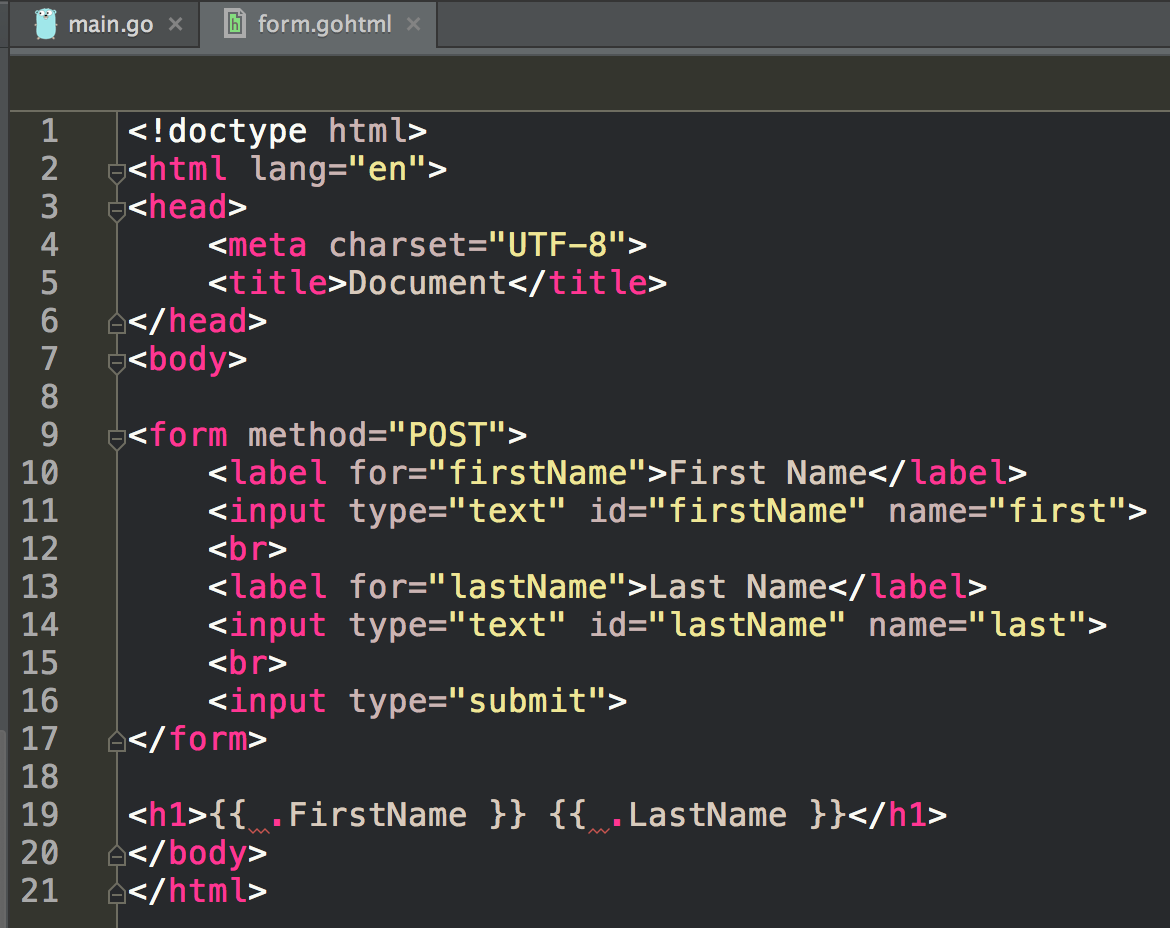 main.go × form.gohtml ×
1 <!doctype html>
2 <html lang="en">
3 <head>
4     <meta charset="UTF-8">
5     <title>Document</title>
6 </head>
7 <body>
8
9 <form method="POST">
10     <label for="firstName">First Name</label>
11     <input type="text" id="firstName" name="first">
12     <br>
13     <label for="lastName">Last Name</label>
14     <input type="text" id="lastName" name="last">
15     <br>
16     <input type="submit">
17 </form>
18
19 <h1>{{ .FirstName }} {{ .LastName }}</h1>
20 </body>
21 </html>